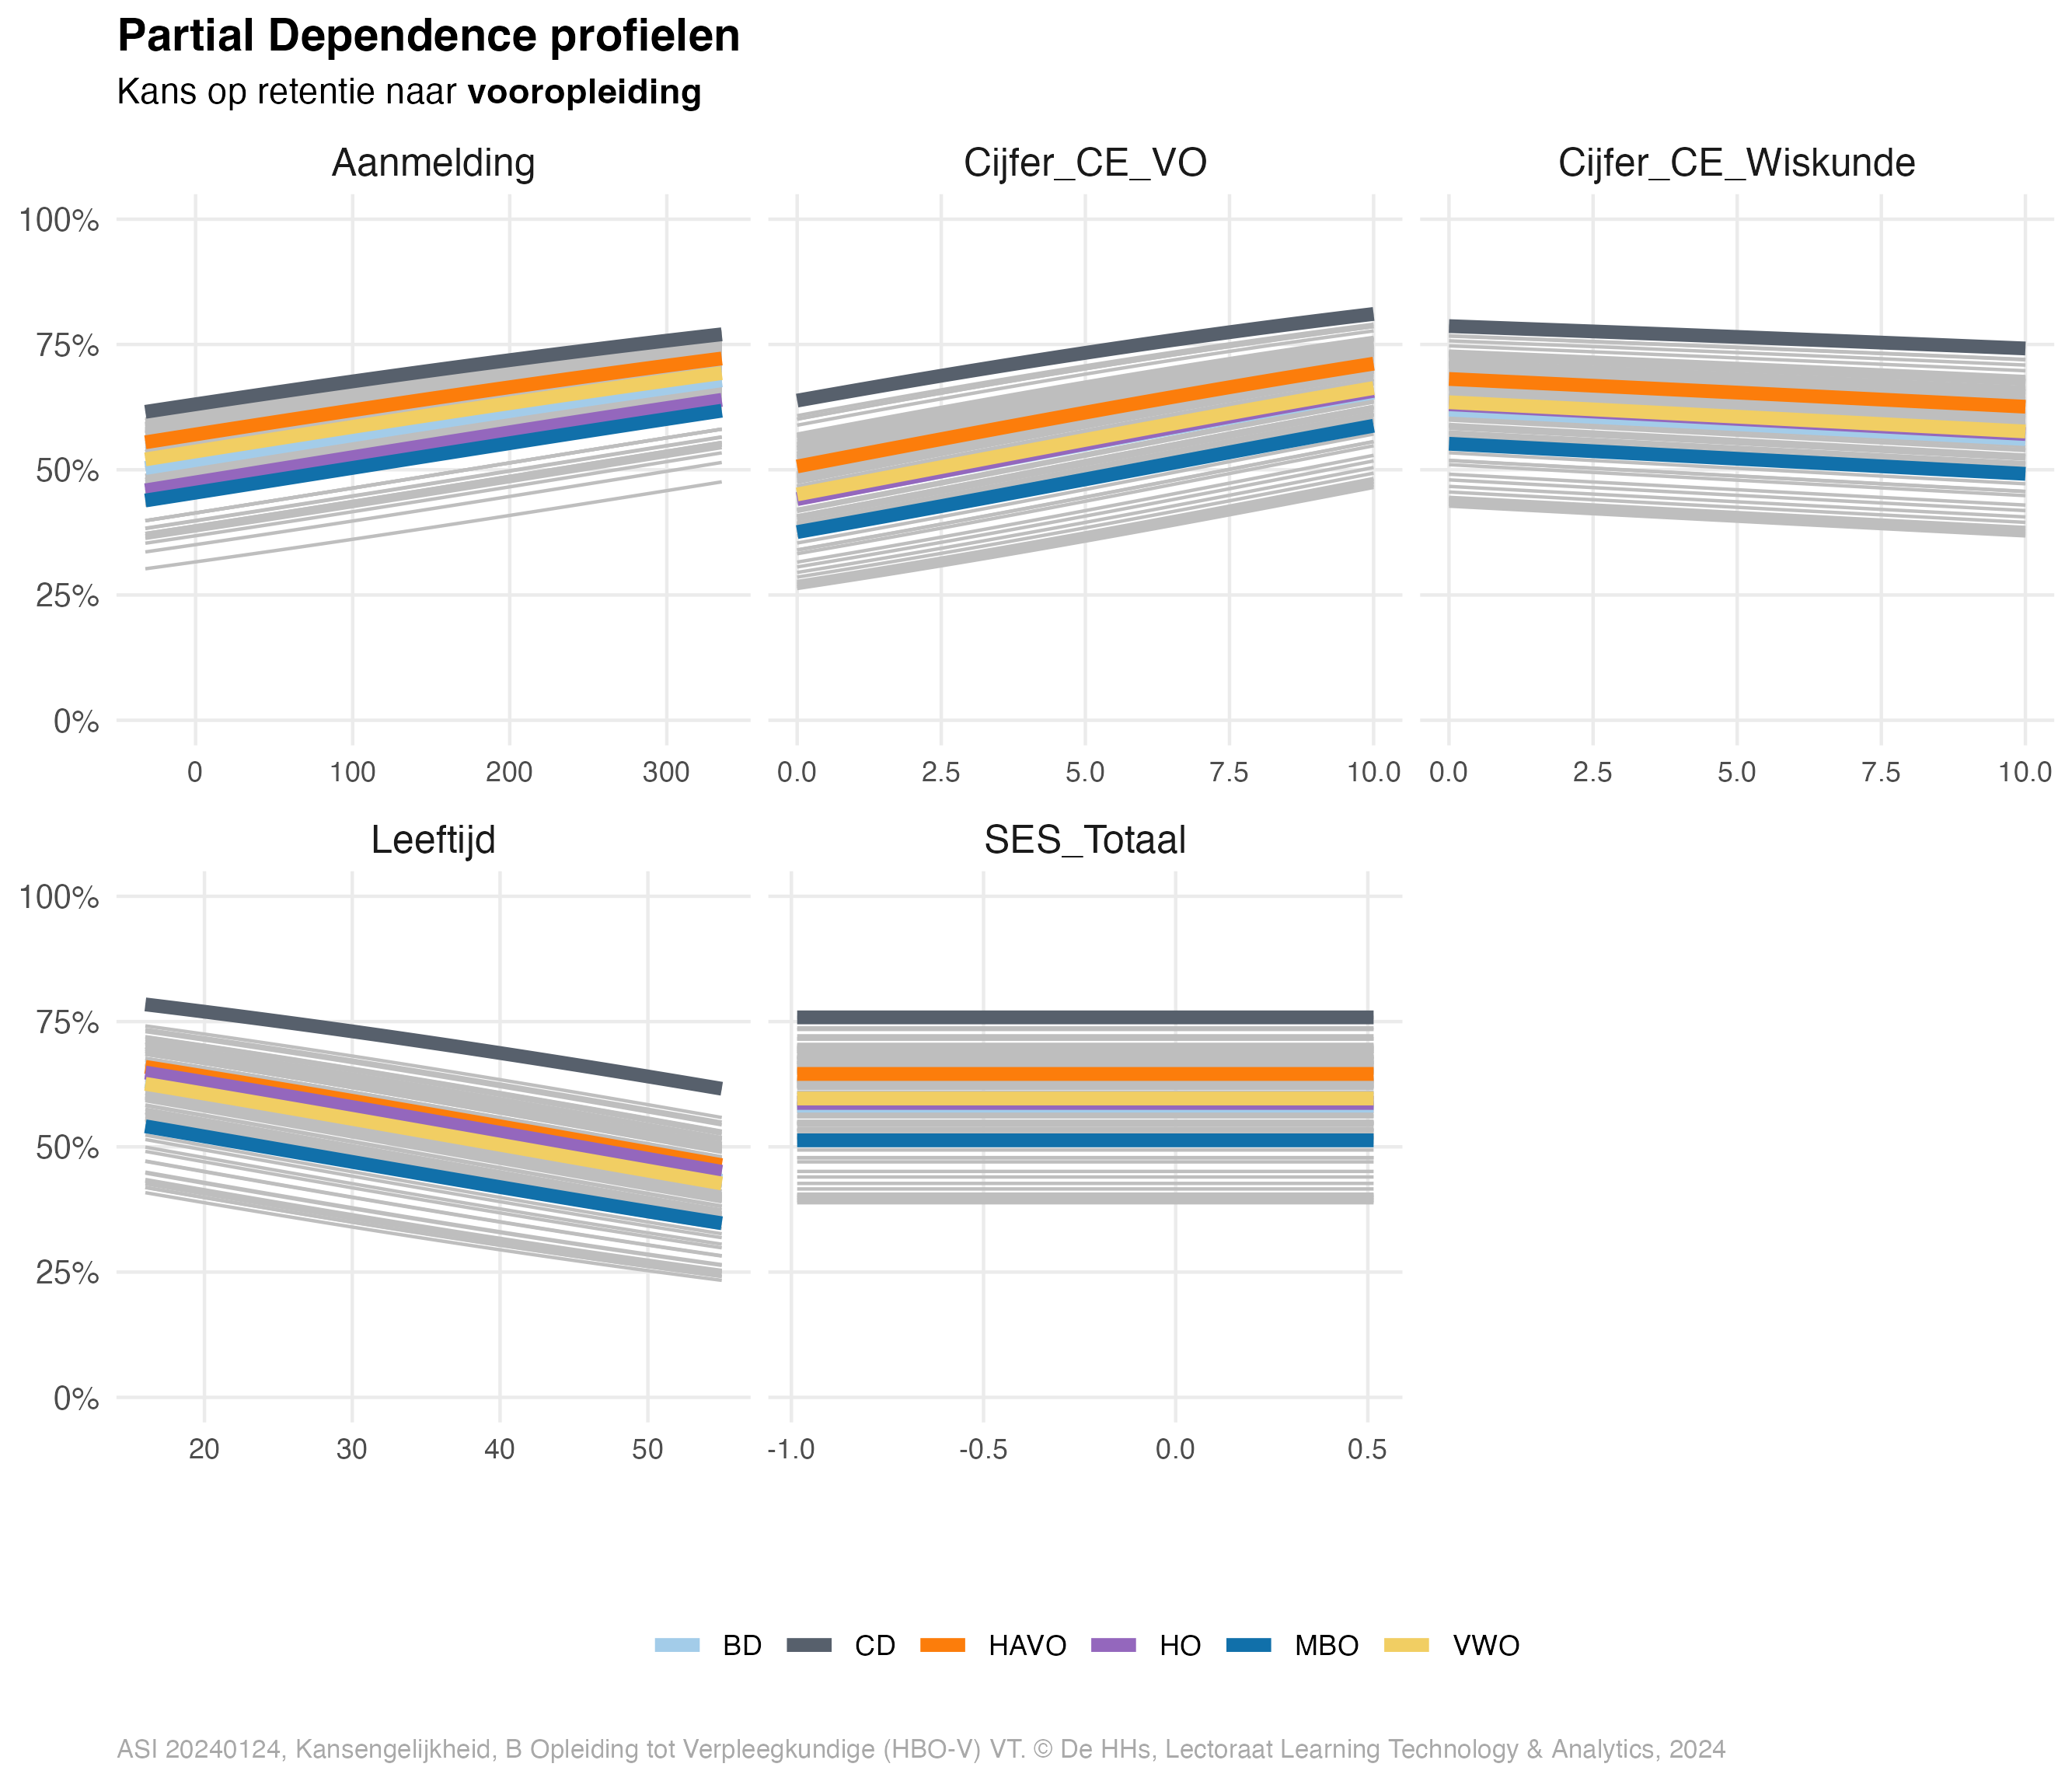 Partial Dependence profielen
Kans op retentie naar vooropleiding
Aanmelding Cijfer_CE_VO Cijfer_CE_Wiskunde
100%
75%
50%
25%
0%
0 100 200 300 0.0 2.5 5.0 7.5 10.0 0.0 2.5 5.0 7.5 10.0
Leeftijd SES_Totaal
100%
75%
50%
25%
0%
20 30 40 50 -1.0 -0.5 0.0 0.5
BD CD HAVO HO MBO VWO
ASI 20240124, Kansengelijkheid, B Opleiding tot Verpleegkundige (HBO-V) VT. © De HHs, Lectoraat Learning Technology & Analytics, 2024